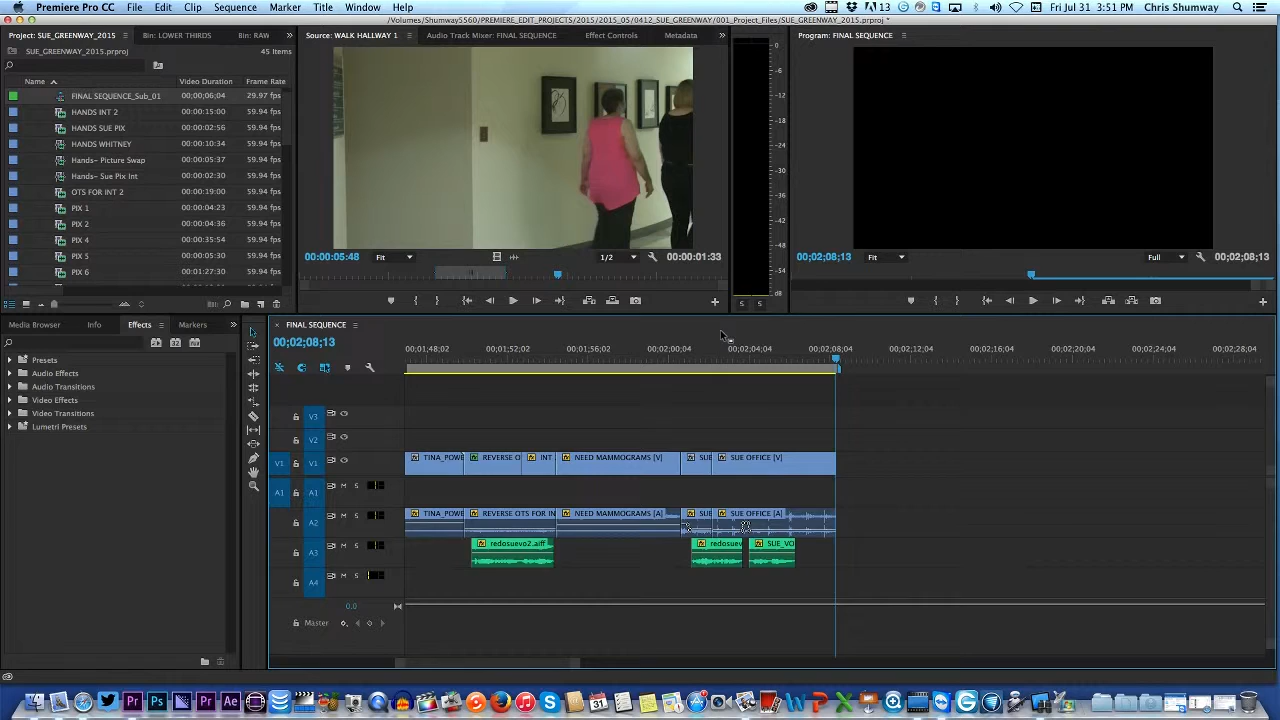 Premiere Pro CC File Edit Clip Sequence Marker Title Window Help 17 Fri Jul 31 3:51 PM Chris Shumway
/Volumes/Shumway5560/PREMIERE_EDIT_PROJECTS/2015/2015_05/0412_SUE_GREENWAY/001_Project_Files/SUE_GREENWAY_2015.prproj *
Project: SUE_GREENWAY_2015 Bin: LOWER THIRDS Bin: RAW
SUE_GREENWAY_2015.prproj
45 Items
Name Video Duration Frame Rate
FINAL SEQUENCE_Sub_01 00;00;06;04 29.97 fps
HANDS INT 2 00:00:15:00 59.94 fps
HANDS SUE PIX 00:00:02:56 59.94 fps
HANDS WHITNEY 00:00:10:34 59.94 fps
Hands- Picture Swap 00:00:05:37 59.94 fps
Hands- Sue Pix Int 00:00:02:30 59.94 fps
OTS FOR INT 2 00:00:19:00 59.94 fps
PIX 1 00:00:04:23 59.94 fps
PIX 2 00:00:04:36 59.94 fps
PIX 4 00:00:35:54 59.94 fps
PIX 5 00:00:05:30 59.94 fps
PIX 6 00:01:27:30 59.94 fps
Source: WALK HALLWAY 1 Audio Track Mixer: FINAL SEQUENCE Effect Controls Metadata
00:00:05:48 Fit 1/2 00:00:01:33
0
-6
-12
-18
-24
-30
-36
-42
-48
-54
dB
S S
Program: FINAL SEQUENCE
00;02;08;13 Fit Full 00;02;08;13
Media Browser Info Effects Markers
Presets
Audio Effects
Audio Transitions
Video Effects
Video Transitions
Lumetri Presets
FINAL SEQUENCE
00;02;08;13
00;01;48;02 00;01;52;02 00;01;56;02 00;02;00;04 00;02;04;04 00;02;08;04 00;02;12;04 00;02;16;04 00;02;20;04 00;02;24;04 00;02;28;04
V3
V2
V1 V1 TINA_POWE REVERSE O INT NEED MAMMOGRAMS [V] SUE SUE OFFICE [V]
A1 A1 M S
A2 M S TINA_POWE REVERSE OTS FOR IN NEED MAMMOGRAMS [A] SUE SUE OFFICE [A]
A3 M S redosuevo2.aiff redosuev SUE_VO
A4 M S
0.0
Master